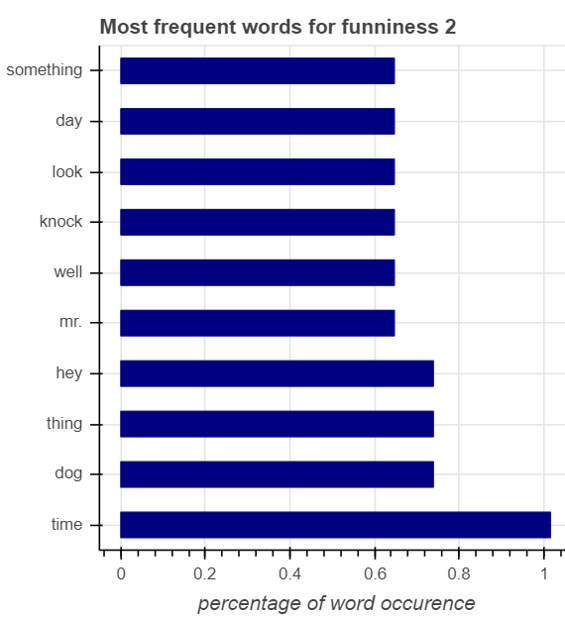 Most frequent words for funniness 2
something
day
look
knock
well
mr.
hey
thing
dog
time
0 0.2 0.4 0.6 0.8 1
percentage of word occurence